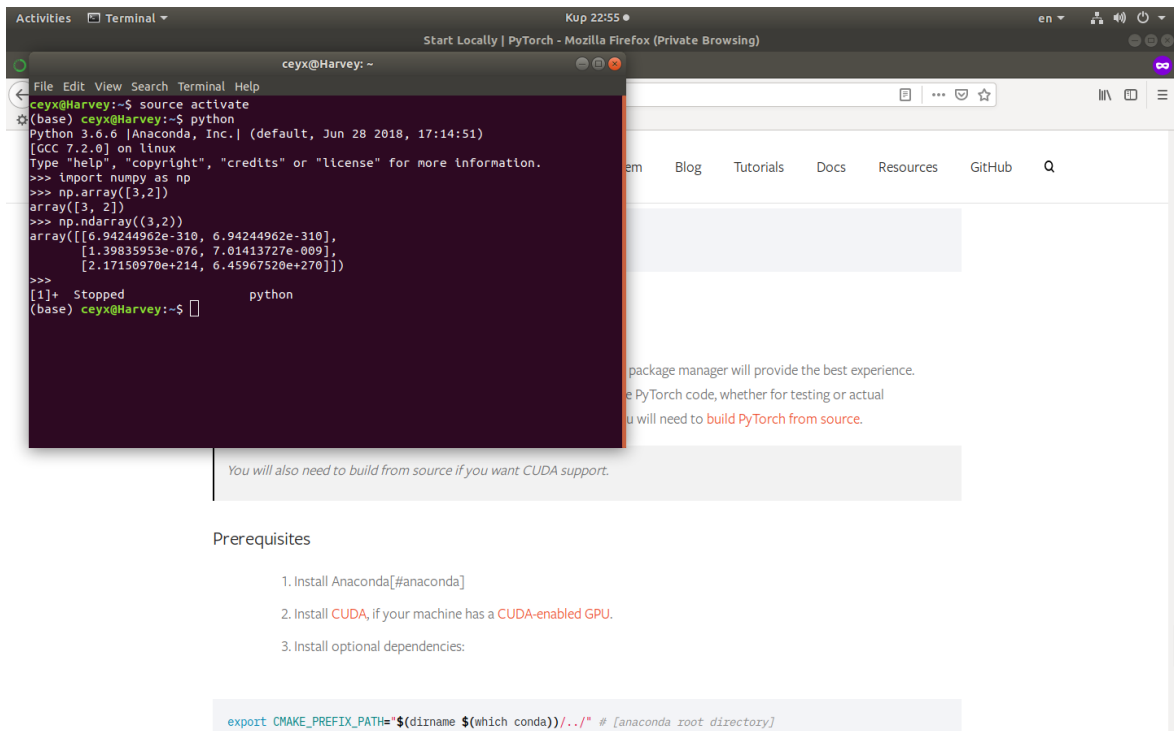 Activities Terminal Kup 22:55 en
Start Locally | PyTorch - Mozilla Firefox (Private Browsing)
ceyx@Harvey: ~
File Edit View Search Terminal Help
ceyx@Harvey:~$ source activate
(base) ceyx@Harvey:~$ python
Python 3.6.6 |Anaconda, Inc.| (default, Jun 28 2018, 17:14:51)
[GCC 7.2.0] on linux
Type "help", "copyright", "credits" or "license" for more information.
>>> import numpy as np
>>> np.array([3,2])
array([3, 2])
>>> np.ndarray((3,2))
array([[6.94244962e-310, 6.94244962e-310],
       [1.39835953e-076, 7.01413727e-009],
       [2.17150970e+214, 6.45967520e+270]])
>>>
[1]+  Stopped                 python
(base) ceyx@Harvey:~$
em Blog Tutorials Docs Resources GitHub
package manager will provide the best experience.
e PyTorch code, whether for testing or actual
u will need to build PyTorch from source.
You will also need to build from source if you want CUDA support.
Prerequisites
1. Install Anaconda[#anaconda]
2. Install CUDA, if your machine has a CUDA-enabled GPU.
3. Install optional dependencies:
export CMAKE_PREFIX_PATH="$(dirname $(which conda))/../" # [anaconda root directory]